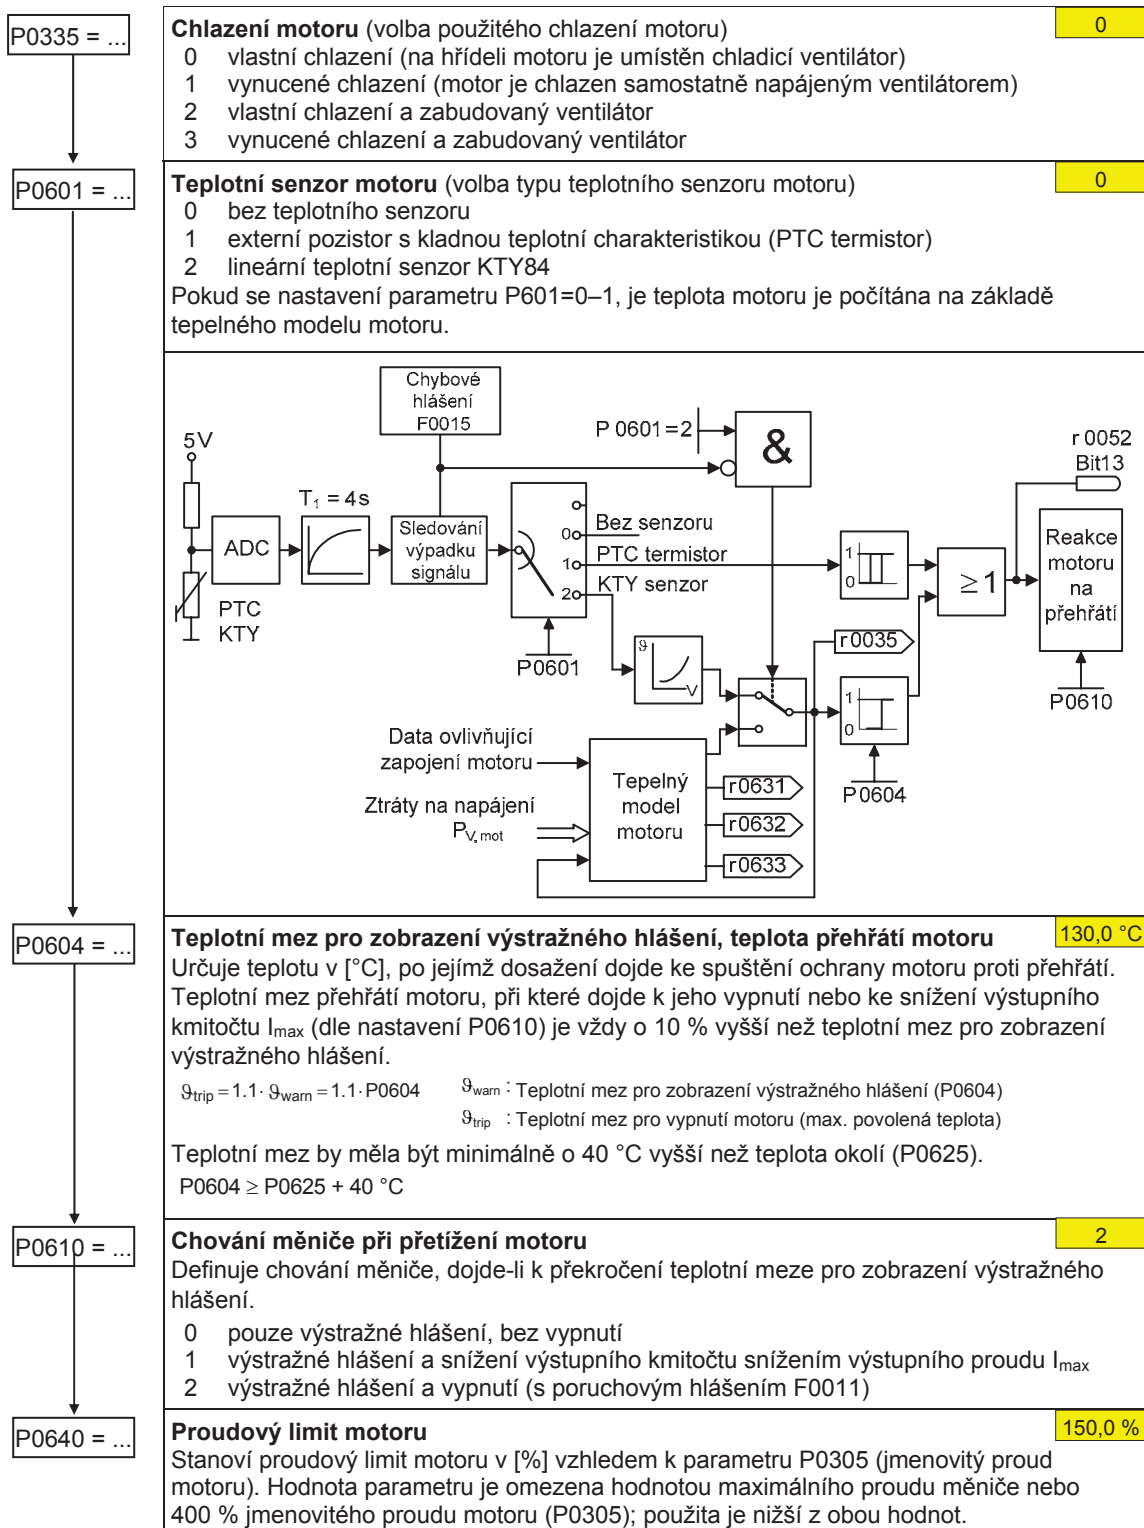 P0335 = ...
Chlazení motoru (volba použitého chlazení motoru)
0
0 vlastní chlazení (na hřídeli motoru je umístěn chladicí ventilátor)
1 vynucené chlazení (motor je chlazen samostatně napájeným ventilátorem)
2 vlastní chlazení a zabudovaný ventilátor
3 vynucené chlazení a zabudovaný ventilátor
P0601 = ...
Teplotní senzor motoru (volba typu teplotního senzoru motoru)
0
0 bez teplotního senzoru
1 externí pozistor s kladnou teplotní charakteristikou (PTC termistor)
2 lineární teplotní senzor KTY84
Pokud se nastavení parametru P601=0–1, je teplota motoru je počítána na základě
tepelného modelu motoru.
Chybové
hlášení
F0015
P 0601=2
&
r 0052
Bit13
5V
T1 = 4s
ADC
Sledování
výpadku
signálu
0
Bez senzoru
1
PTC termistor
2
KTY senzor
PTC
KTY
P0601
1
0
≥1
Reakce
motoru
na
přehřátí
P0610
ϑ
V
r0035
1
0
P0604
Data ovlivňující
zapojení motoru
Ztráty na napájení
PV, mot
Tepelný
model
motoru
r0631
r0632
r0633
P0604 = ...
Teplotní mez pro zobrazení výstražného hlášení, teplota přehřátí motoru
130,0 °C
Určuje teplotu v [°C], po jejímž dosažení dojde ke spuštění ochrany motoru proti přehřátí.
Teplotní mez přehřátí motoru, při které dojde k jeho vypnutí nebo ke snížení výstupního
kmitočtu Imax (dle nastavení P0610) je vždy o 10 % vyšší než teplotní mez pro zobrazení
výstražného hlášení.
ϑtrip = 1.1· ϑwarn = 1.1·P0604
ϑwarn : Teplotní mez pro zobrazení výstražného hlášení (P0604)
ϑtrip : Teplotní mez pro vypnutí motoru (max. povolená teplota)
Teplotní mez by měla být minimálně o 40 °C vyšší než teplota okolí (P0625).
P0604 ≥ P0625 + 40 °C
P0610 = ...
Chování měniče při přetížení motoru
2
Definuje chování měniče, dojde-li k překročení teplotní meze pro zobrazení výstražného
hlášení.
0 pouze výstražné hlášení, bez vypnutí
1 výstražné hlášení a snížení výstupního kmitočtu snížením výstupního proudu Imax
2 výstražné hlášení a vypnutí (s poruchovým hlášením F0011)
P0640 = ...
Proudový limit motoru
150,0 %
Stanoví proudový limit motoru v [%] vzhledem k parametru P0305 (jmenovitý proud
motoru). Hodnota parametru je omezena hodnotou maximálního proudu měniče nebo
400 % jmenovitého proudu motoru (P0305); použita je nižší z obou hodnot.